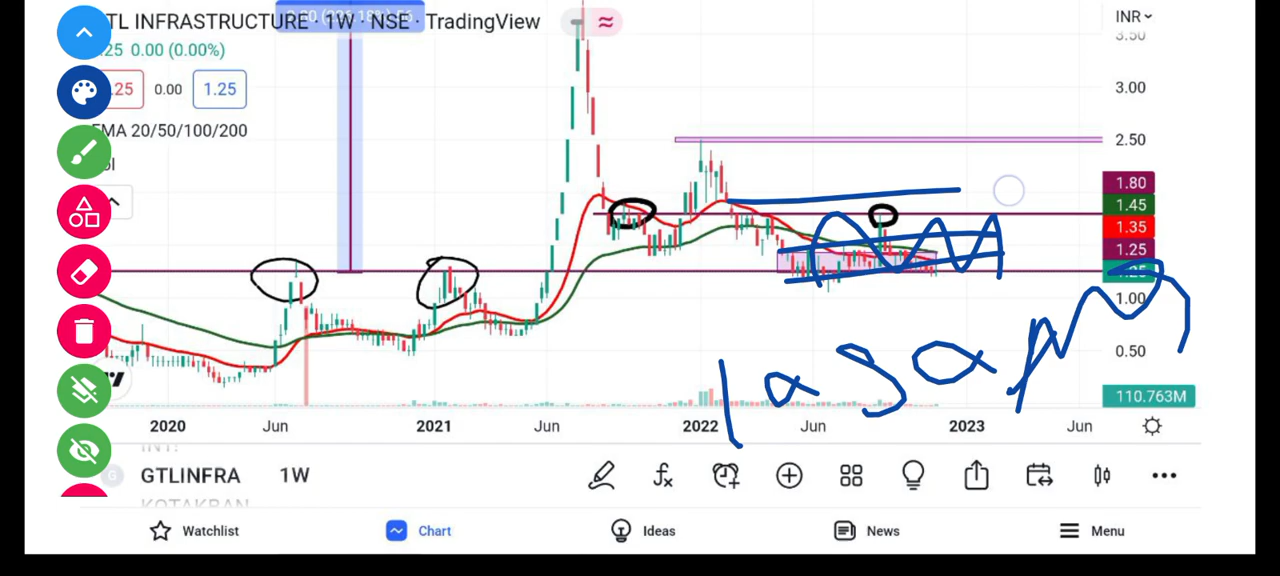 TL INFRASTRUCTURE · 1W · NSE · TradingView
INR
.25 0.00 (0.00%)
3.50
.25 0.00 1.25
3.00
EMA 20/50/100/200
2.50
1.80
1.45
1.35
1.25
1.00
0.50
110.763M
2020 Jun 2021 Jun 2022 Jun 2023 Jun
GTLINFRA 1W
Watchlist Chart Ideas News Menu